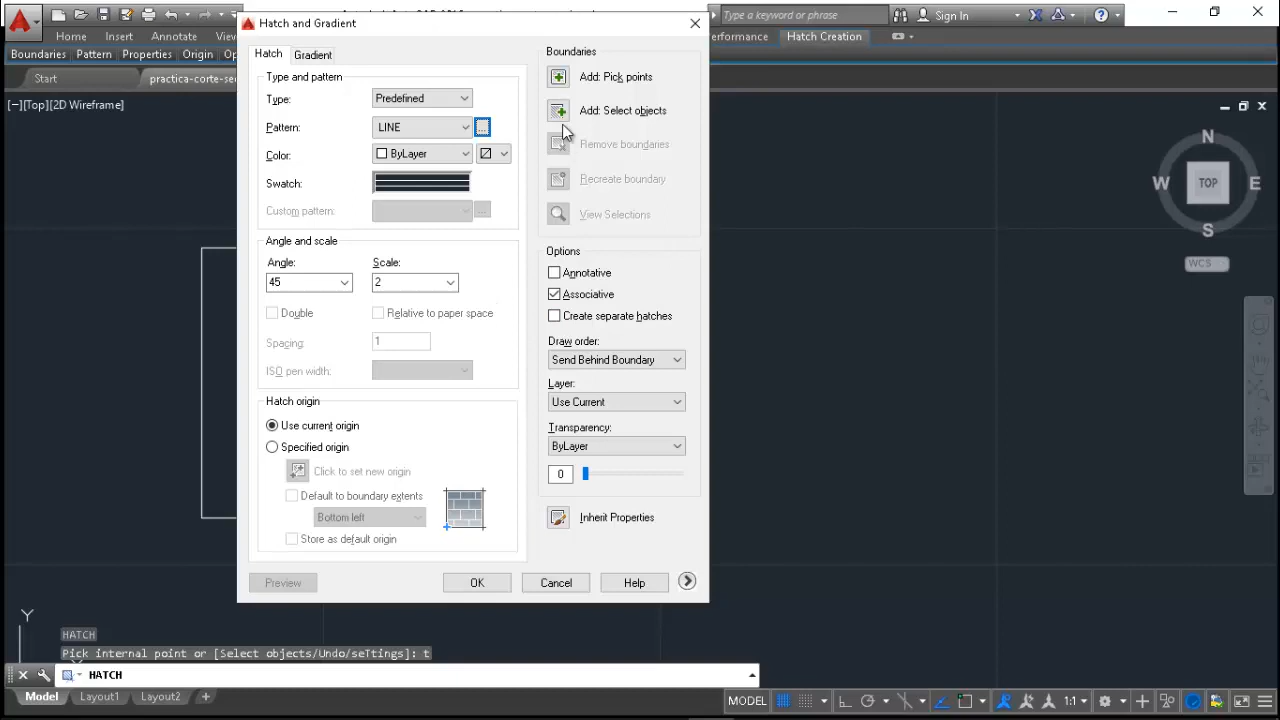 Hatch and Gradient
Type a keyword or phrase
Sign In
Home
Insert
Annotate
Hatch Creation
Boundaries
Pattern
Properties
Origin
Start
[−][Top][2D Wireframe]
Hatch
Gradient
Type and pattern
Type:
Predefined
Pattern:
LINE
Color:
ByLayer
Swatch:
Custom pattern:
Angle and scale
Angle:
Scale:
45
2
Double
Relative to paper space
Spacing:
1
ISO pen width:
Hatch origin
Use current origin
Specified origin
Click to set new origin
Default to boundary extents
Bottom left
Store as default origin
Boundaries
Add: Pick points
Add: Select objects
Remove boundaries
Recreate boundary
View Selections
Options
Annotative
Associative
Create separate hatches
Draw order:
Send Behind Boundary
Layer:
Use Current
Transparency:
ByLayer
0
Inherit Properties
Preview
OK
Cancel
Help
N
W
TOP
E
S
WCS
Y
HATCH
Pick internal point or [Select objects/Undo/seTtings]: t
HATCH
Model
Layout1
Layout2
+
MODEL
1:1